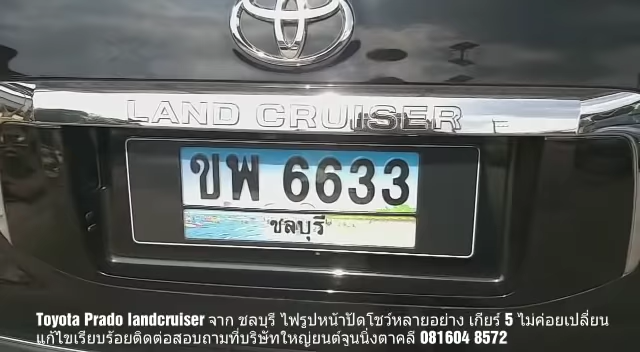 LAND CRUISER
ขพ 6633
ชลบุรี
Toyota Prado landcruiser จาก ชลบุรี ไฟรูปหน้าปัดโชว์หลายอย่าง เกียร์ 5 ไม่ค่อยเปลี่ยน
แก้ไขเรียบร้อยติดต่อสอบถามที่บริษัทใหญ่ยนต์จูนนิ่งตาคลี 081604 8572